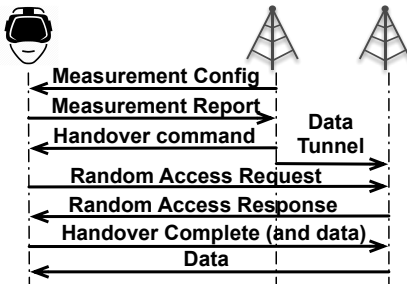 Measurement Config
Measurement Report
Handover command
Data
Tunnel
Random Access Request
Random Access Response
Handover Complete (and data)
Data